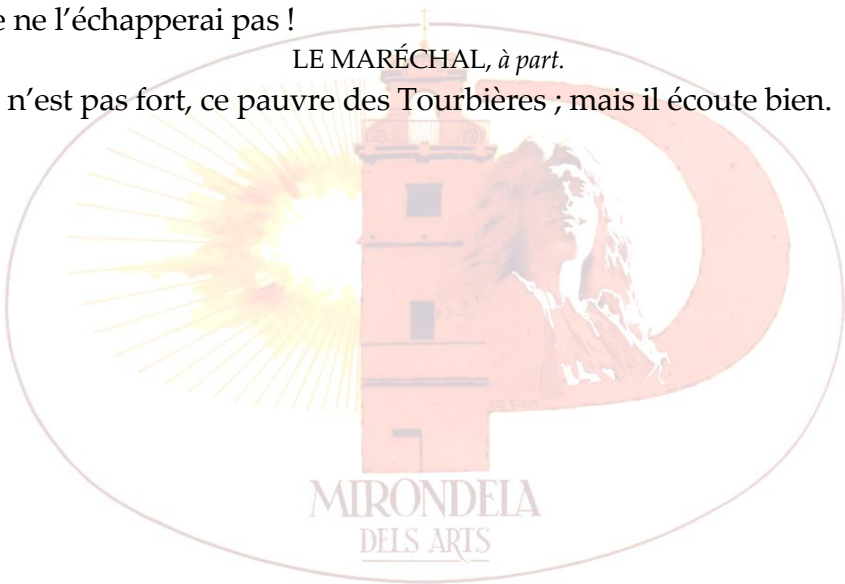 e ne l’échapperai pas !
LE MARÉCHAL, à part.
n’est pas fort, ce pauvre des Tourbières ; mais il écoute bien.
MIRONDELA
DELS ARTS